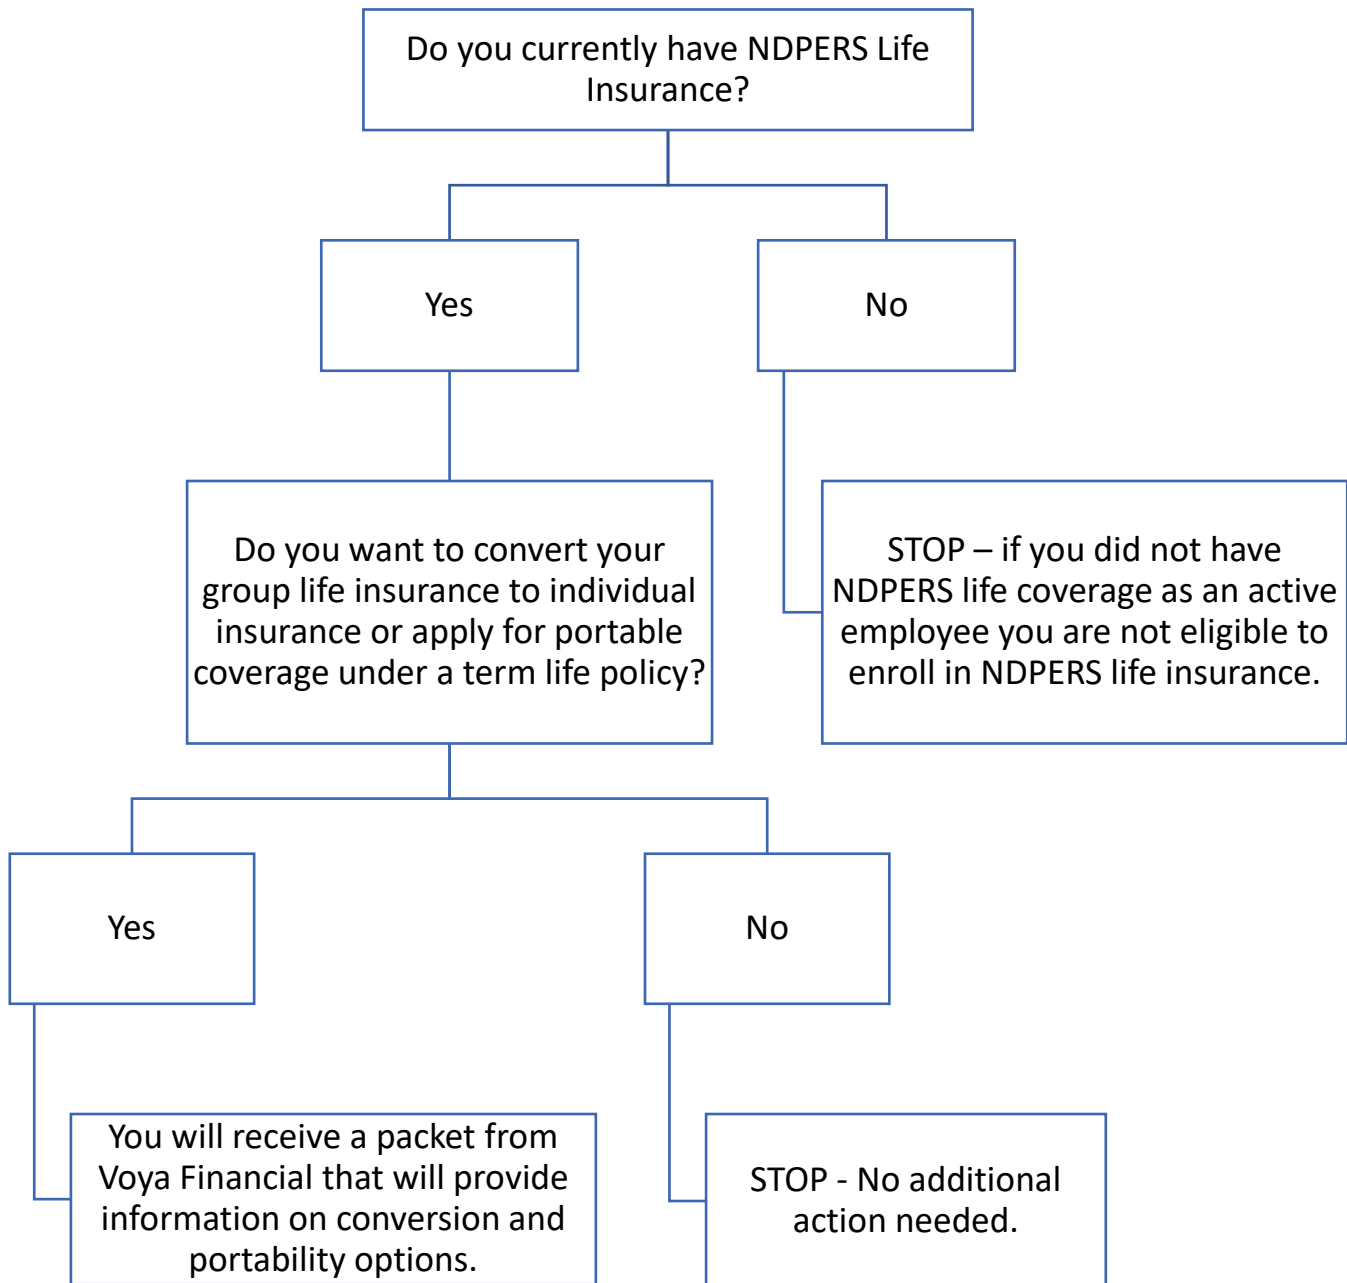 Do you currently have NDPERS Life
Insurance?
Yes
No
Do you want to convert your
group life insurance to individual
insurance or apply for portable
coverage under a term life policy?
STOP – if you did not have
NDPERS life coverage as an active
employee you are not eligible to
enroll in NDPERS life insurance.
Yes
No
You will receive a packet from
Voya Financial that will provide
information on conversion and
portability options.
STOP - No additional
action needed.